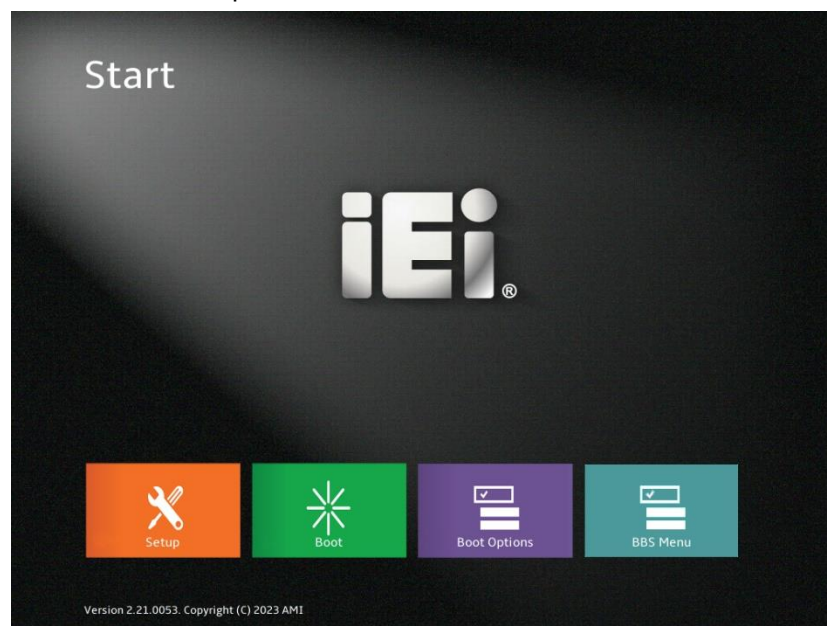 Start
iEi®
Setup
Boot
Boot Options
BBS Menu
Version 2.21.0053. Copyright (C) 2023 AMI